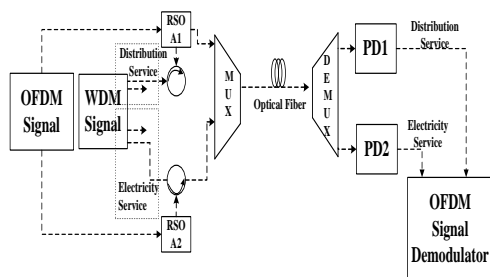 RSO
A1
Distribution
Service
OFDM
Signal
WDM
Signal
Electricity
Service
RSO
A2
M
U
X
Optical Fiber
D
E
M
U
X
PD1
Distribution
Service
PD2
Electricity
Service
OFDM
Signal
Demodulator